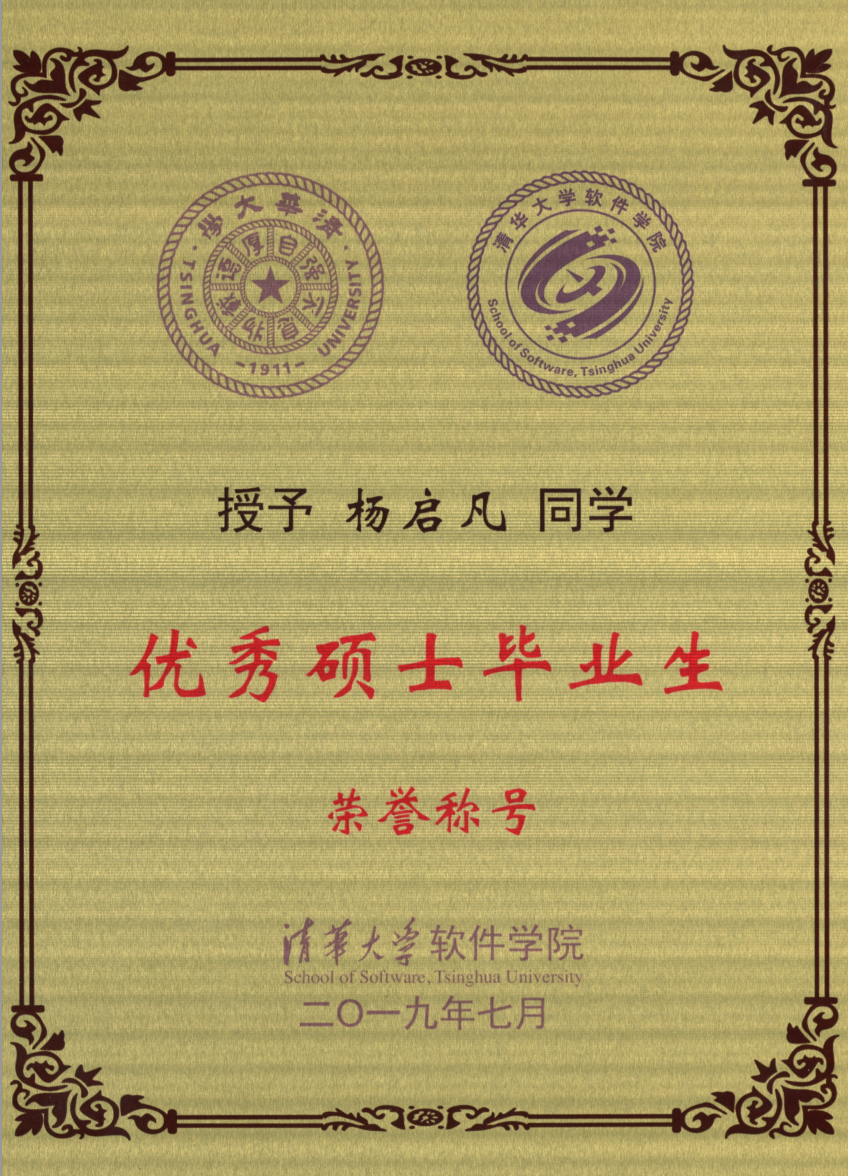 清華大學
自强不息
厚德載物
TSINGHUA UNIVERSITY
-1911-
清华大学软件学院
School of Software, Tsinghua University
授予 杨启凡 同学
优秀硕士毕业生
荣誉称号
清華大学软件学院
School of Software, Tsinghua University
二〇一九年七月